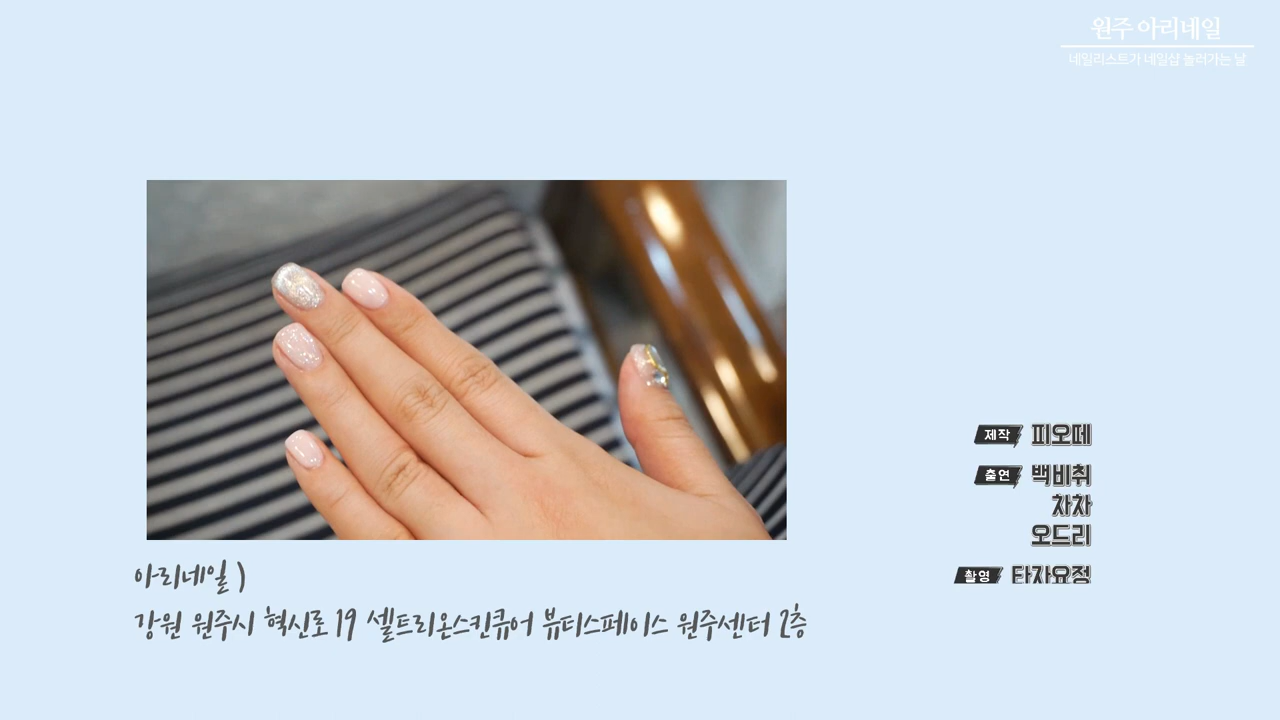 원주 아리네일
네일리스트가 네일샵 놀러가는 날
제작 피오떼
출연 백비취
차차
오드리
촬영 타자요정
아리네일 )
강원 원주시 혁신로 19 셀트리온스킨큐어 뷰티스페이스 원주센터 2층